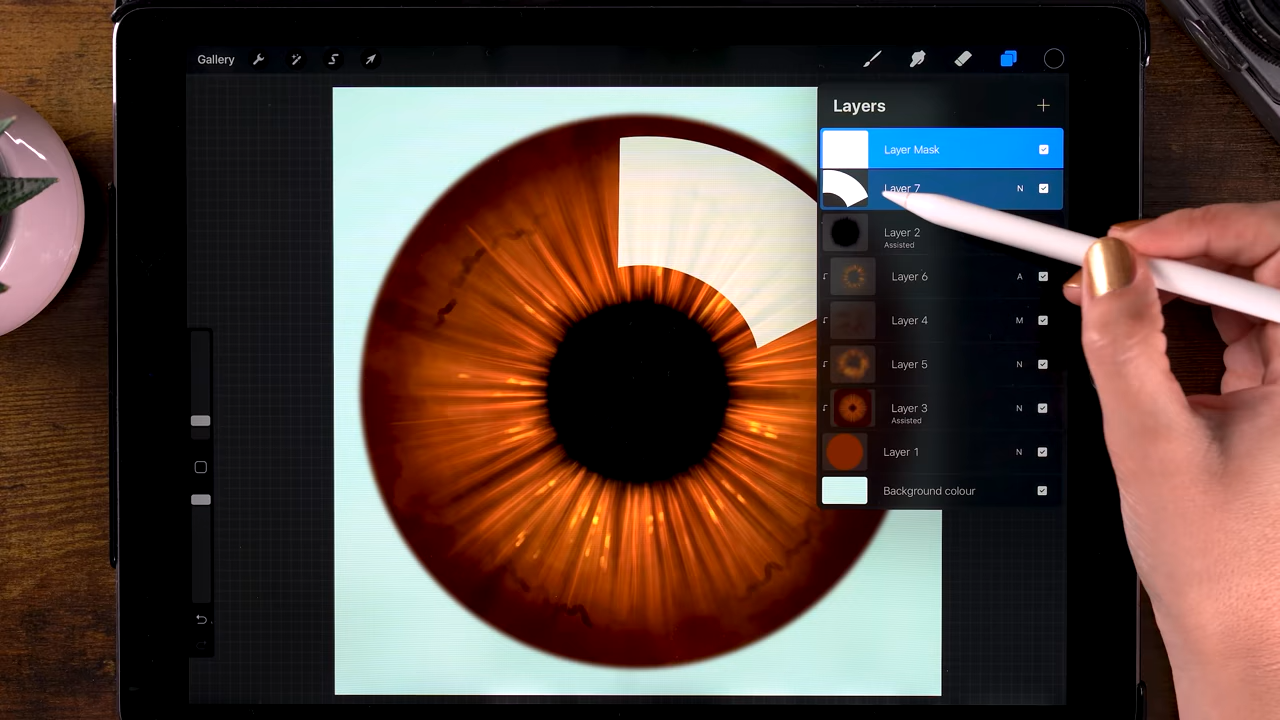 Gallery
Layers
Layer Mask
Layer 7 N
Layer 2
Assisted
Layer 6 A
Layer 4 M
Layer 5 N
Layer 3 N
Assisted
Layer 1 N
Background colour